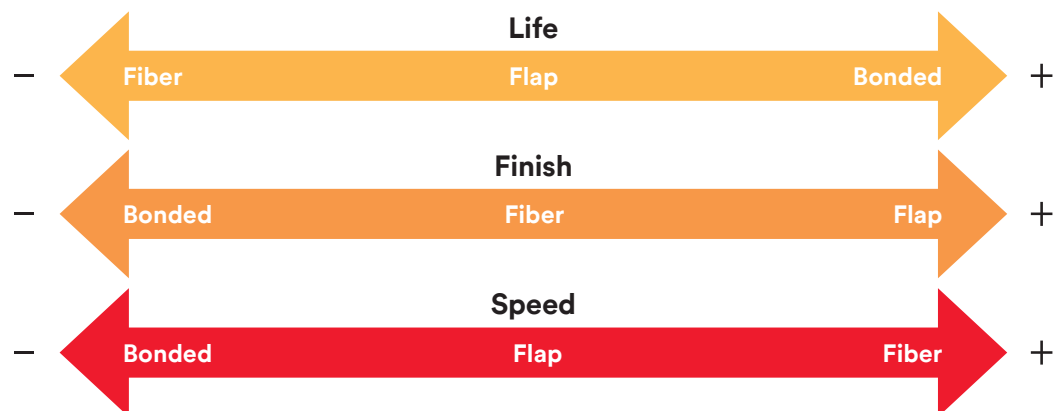 Life
− Fiber Flap Bonded +
Finish
− Bonded Fiber Flap +
Speed
− Bonded Flap Fiber +